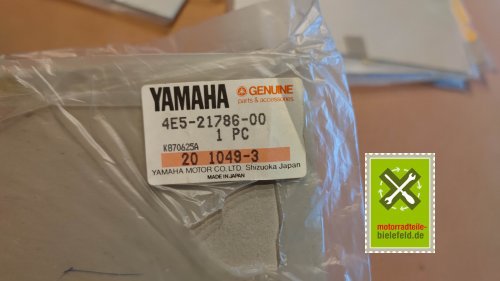 YAMAHA GENUINE
parts & accessories
4E5-21786-00
1 PC
K870625A
20 1049-3
YAMAHA MOTOR CO.LTD. Shizuoka Japan
MADE IN JAPAN
motorradteile-
bielefeld.de